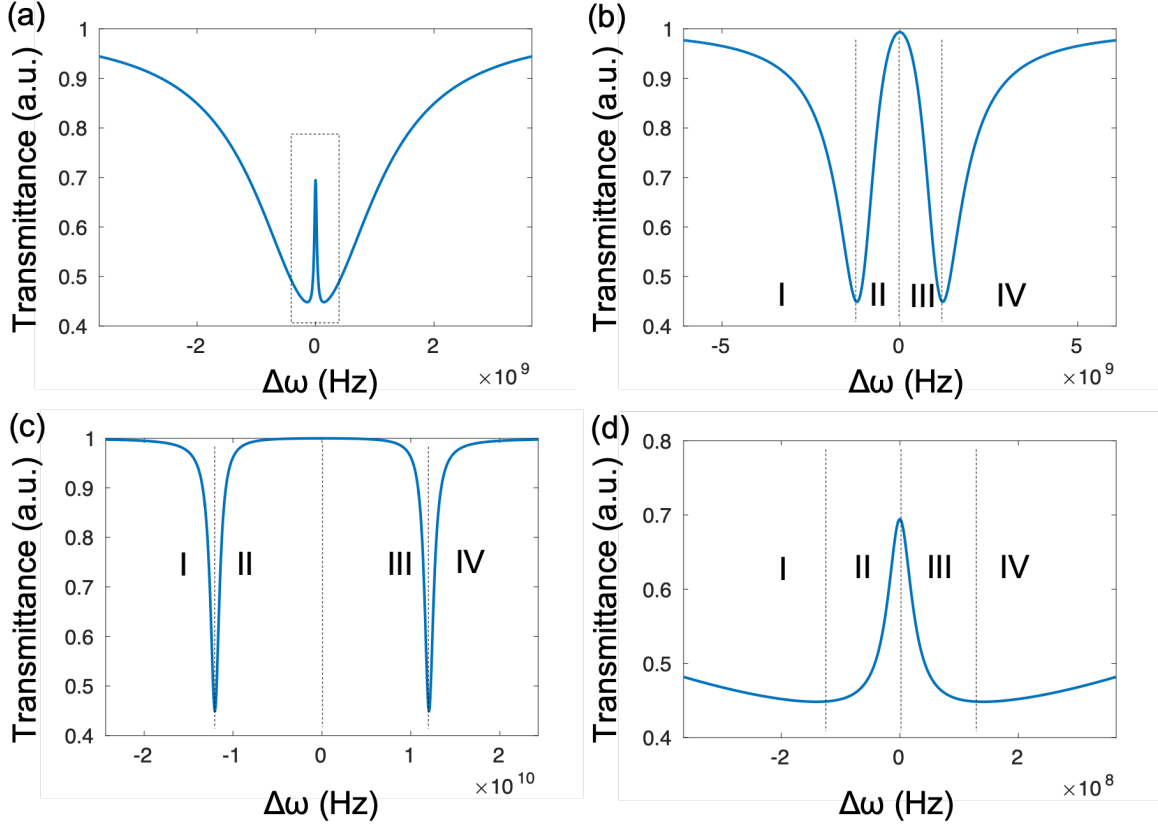 (a)
Transmittance (a.u.)
1
0.9
0.8
0.7
0.6
0.5
0.4
-2
0
2
×10⁹
Δω (Hz)
(b)
Transmittance (a.u.)
1
0.9
0.8
0.7
0.6
0.5
0.4
I
II
III
IV
-5
0
5
×10⁹
Δω (Hz)
(c)
Transmittance (a.u.)
1
0.9
0.8
0.7
0.6
0.5
0.4
I
II
III
IV
-2
-1
0
1
2
×10¹⁰
Δω (Hz)
(d)
Transmittance (a.u.)
0.8
0.7
0.6
0.5
0.4
I
II
III
IV
-2
0
2
×10⁸
Δω (Hz)